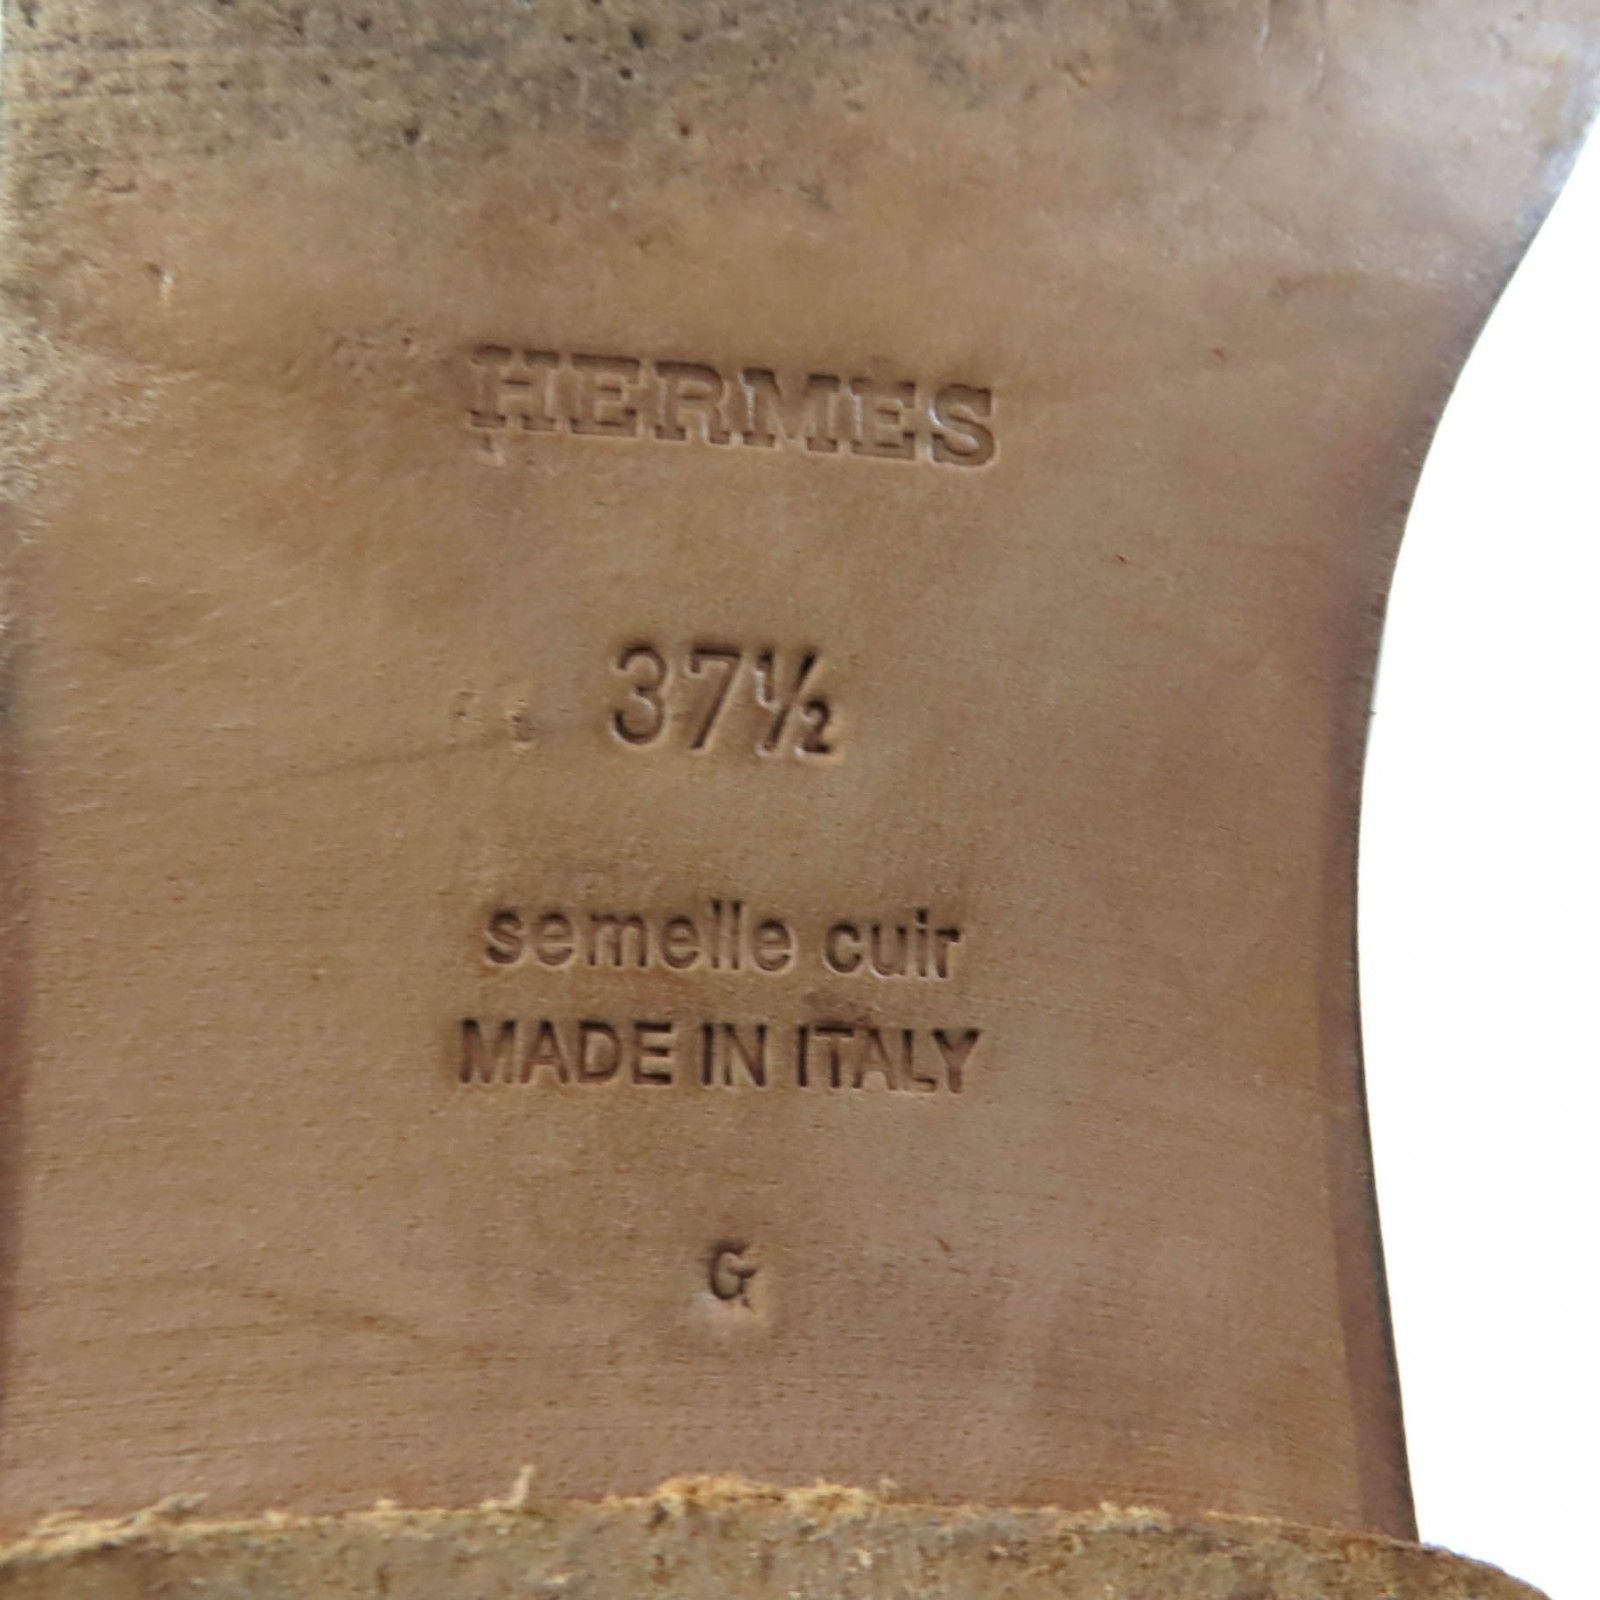 HERMES
37½
semelle cuir
MADE IN ITALY
G